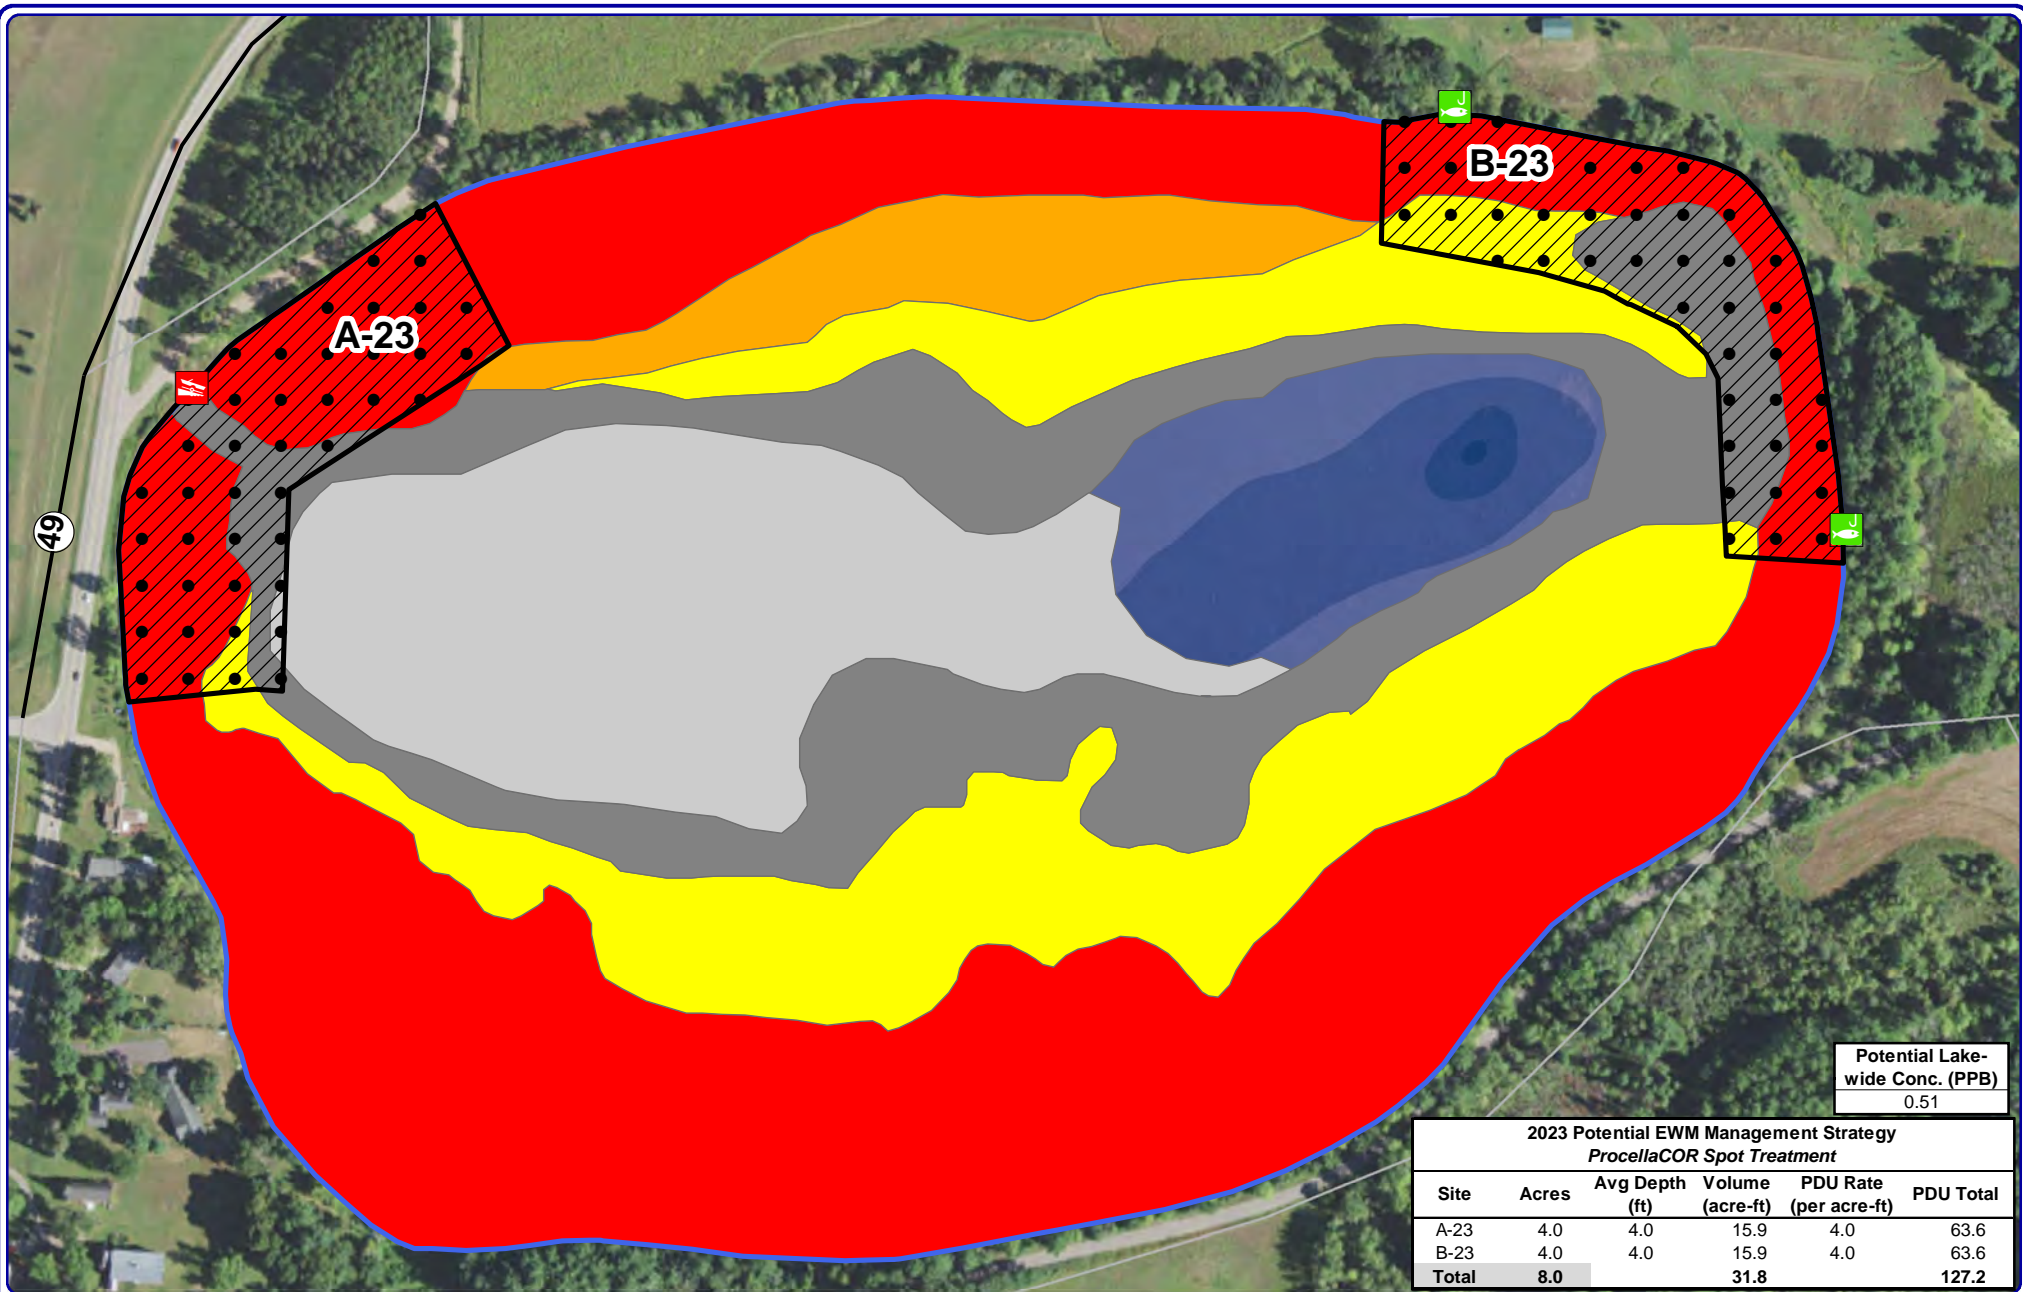 B-23
A-23
49
Potential Lake-
wide Conc. (PPB)
0.51
2023 Potential EWM Management Strategy
ProcellaCOR Spot Treatment
Site Acres Avg Depth (ft) Volume (acre-ft) PDU Rate (per acre-ft) PDU Total
A-23 4.0 4.0 15.9 4.0 63.6
B-23 4.0 4.0 15.9 4.0 63.6
Total 8.0 31.8 127.2